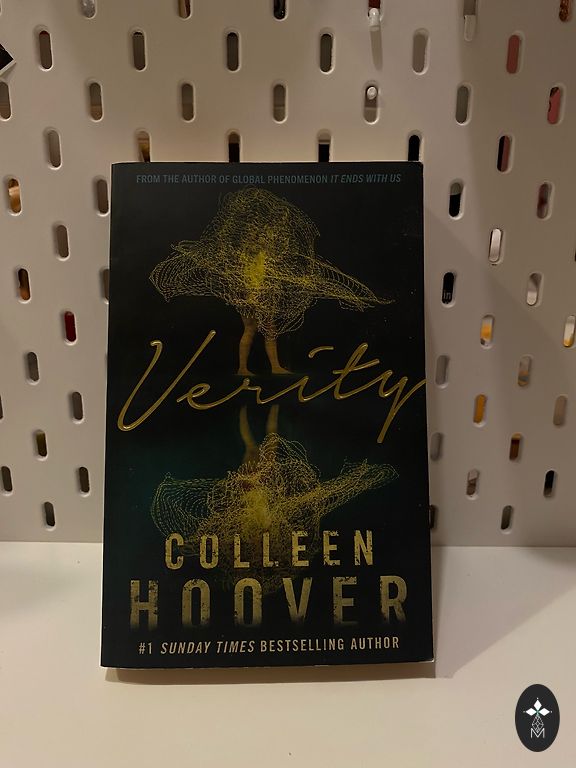 FROM THE AUTHOR OF GLOBAL PHENOMENON IT ENDS WITH US
Verity
COLLEEN
HOOVER
#1 SUNDAY TIMES BESTSELLING AUTHOR
M